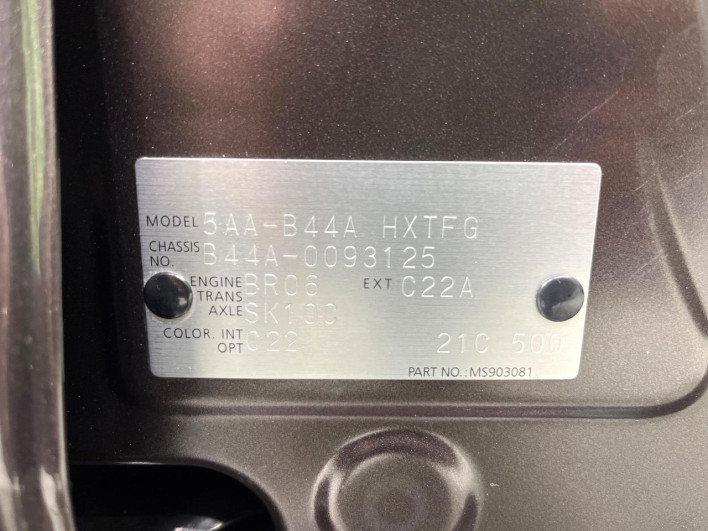 MODEL 5AA-B44A HXTFG
CHASSIS NO. B44A-0093125
ENGINE BR06 EXT C22A
TRANS AXLE
COLOR. INT OPT C22 21C 500
PART NO.: MS903081